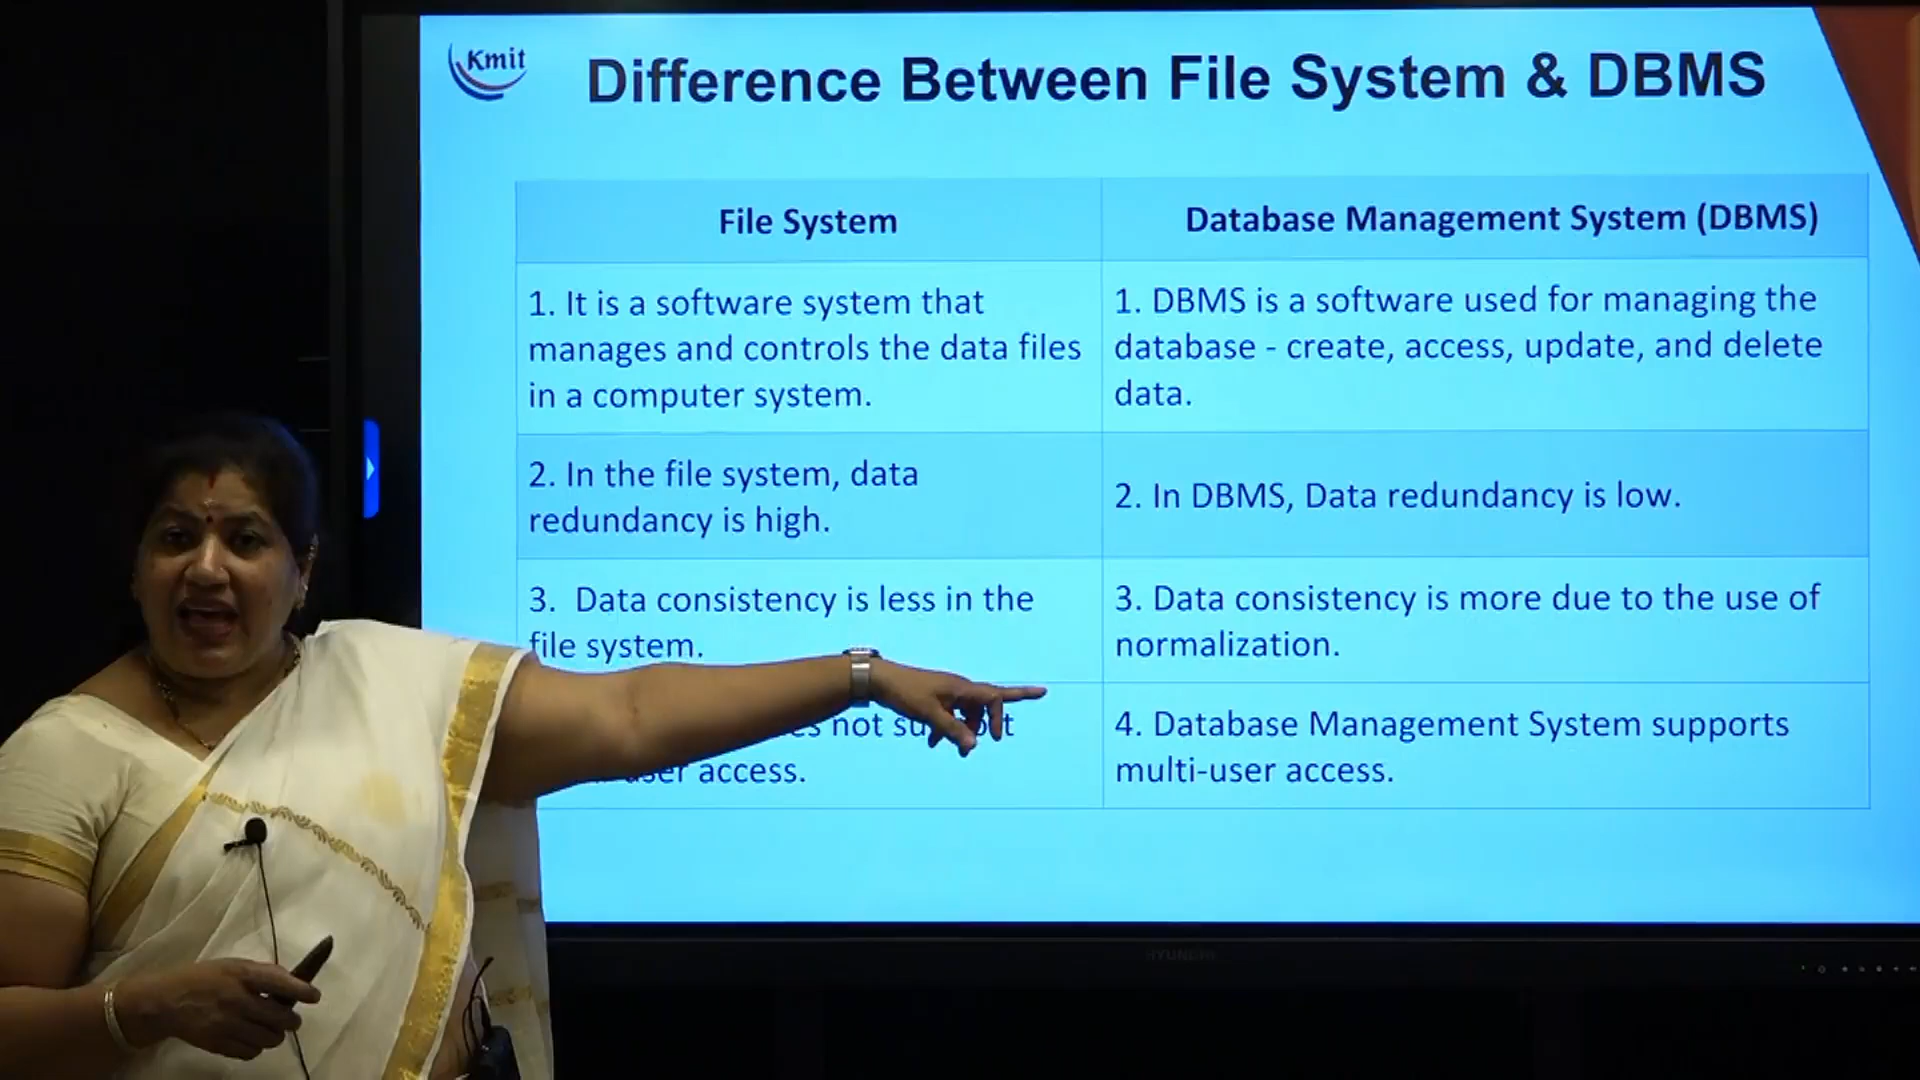 Kmit
Difference Between File System & DBMS
File System
Database Management System (DBMS)
1. It is a software system that
manages and controls the data files
in a computer system.
1. DBMS is a software used for managing the
database - create, access, update, and delete
data.
2. In the file system, data
redundancy is high.
2. In DBMS, Data redundancy is low.
3. Data consistency is less in the
file system.
3. Data consistency is more due to the use of
normalization.
not
access.
4. Database Management System supports
multi-user access.
HYUNDAI